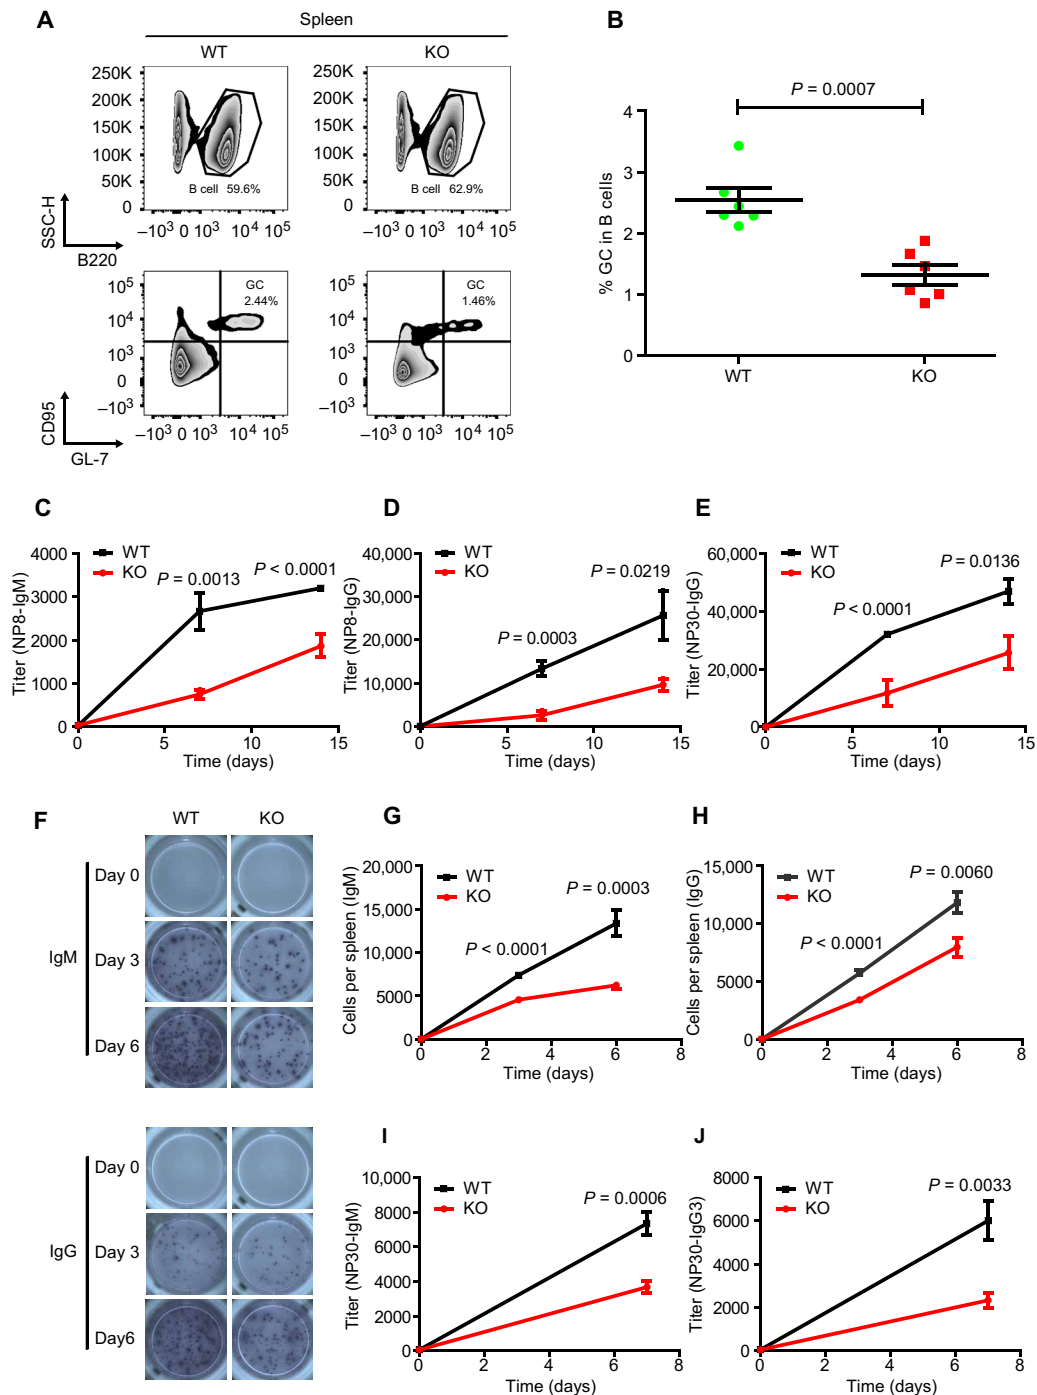 A
Spleen
WT
KO
250K
200K
150K
100K
50K
0
B cell 59.6%
B cell 62.9%
–10³ 0 10³ 10⁴ 10⁵
–10³ 0 10³ 10⁴ 10⁵
SSC-H
B220
10⁵
10⁴
10³
0
–10³
GC
2.44%
10⁵
10⁴
10³
0
–10³
GC
1.46%
–10³ 0 10³ 10⁴ 10⁵
–10³ 0 10³ 10⁴ 10⁵
CD95
GL-7
250K
200K
150K
100K
50K
0
B
P = 0.0007
% GC in B cells
4
3
2
1
0
WT
KO
C
WT
KO
P = 0.0013
P < 0.0001
Titer (NP8-IgM)
4000
3000
2000
1000
0
0 5 10 15
Time (days)
D
WT
KO
P = 0.0003
P = 0.0219
Titer (NP8-IgG)
40,000
30,000
20,000
10,000
0
0 5 10 15
Time (days)
E
WT
KO
P < 0.0001
P = 0.0136
Titer (NP30-IgG)
60,000
40,000
20,000
0
0 5 10 15
Time (days)
F
WT
KO
IgM
Day 0
Day 3
Day 6
IgG
Day 0
Day 3
Day6
G
WT
KO
P < 0.0001
P = 0.0003
Cells per spleen (IgM)
20,000
15,000
10,000
5000
0
0 2 4 6 8
Time (days)
H
WT
KO
P < 0.0001
P = 0.0060
Cells per spleen (IgG)
15,000
10,000
5000
0
0 2 4 6 8
Time (days)
I
WT
KO
P = 0.0006
Titer (NP30-IgM)
10,000
8000
6000
4000
2000
0
0 1 2 3 4 5 6 7 8
Time (days)
J
WT
KO
P = 0.0033
Titer (NP30-IgG3)
8000
6000
4000
2000
0
0 1 2 3 4 5 6 7 8
Time (days)